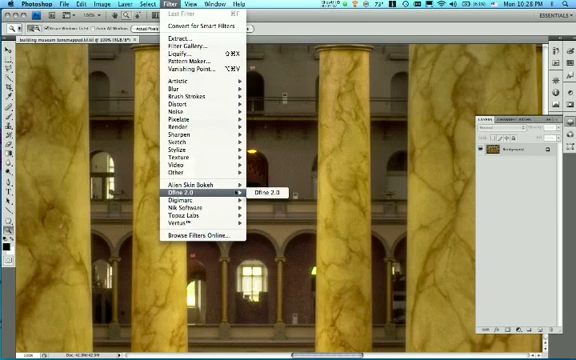 Photoshop File Edit Image Layer Select Filter View Window Help
Mon 10:28 PM
ESSENTIALS
Last Filter
Convert for Smart Filters
Extract...
Filter Gallery...
Liquify...
Pattern Maker...
Vanishing Point...
Artistic
Blur
Brush Strokes
Distort
Noise
Pixelate
Render
Sharpen
Sketch
Stylize
Texture
Video
Other
Alien Skin Bokeh
Dfine 2.0
Dfine 2.0
Digimarc
Nik Software
Topaz Labs
Vertus™
Browse Filters Online...
LAYERS
Background